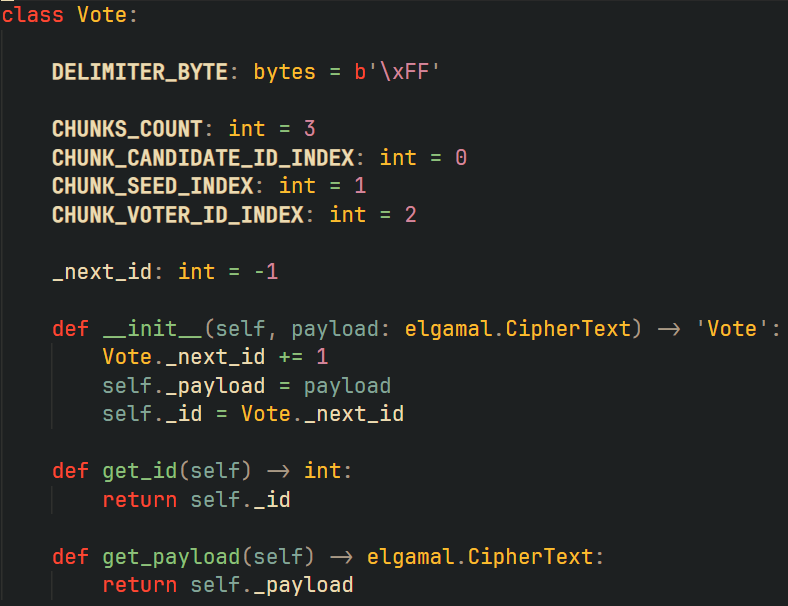 class Vote:
    DELIMITER_BYTE: bytes = b'\xFF'
    CHUNKS_COUNT: int = 3
    CHUNK_CANDIDATE_ID_INDEX: int = 0
    CHUNK_SEED_INDEX: int = 1
    CHUNK_VOTER_ID_INDEX: int = 2
    _next_id: int = -1
    def __init__(self, payload: elgamal.CipherText) -> 'Vote':
        Vote._next_id += 1
        self._payload = payload
        self._id = Vote._next_id
    def get_id(self) -> int:
        return self._id
    def get_payload(self) -> elgamal.CipherText:
        return self._payload